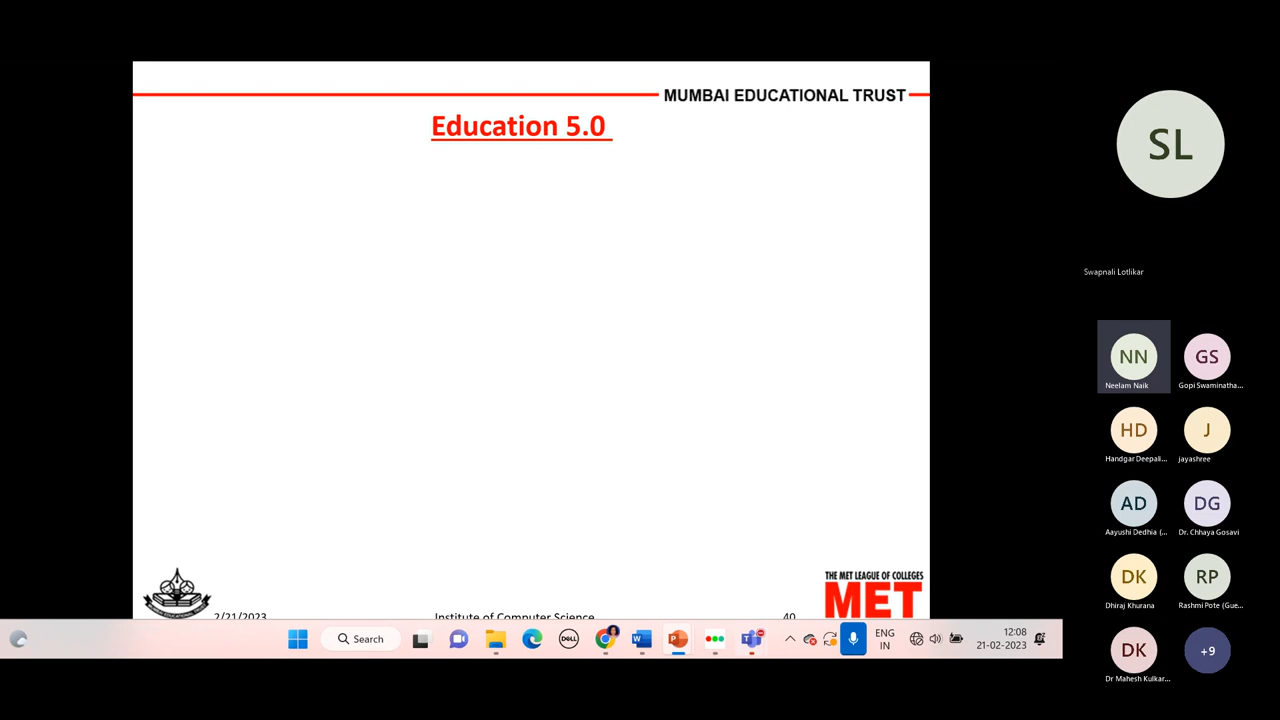 MUMBAI EDUCATIONAL TRUST
Education 5.0
THE MET LEAGUE OF COLLEGES
MET
2/21/2023
Institute of Computer Science
40
Search
DELL
ENG
IN
12:08
21-02-2023
SL
Swapnali Lotlikar
NN
Neelam Naik
GS
Gopi Swaminatha...
HD
Handgar Deepali...
J
jayashree
AD
Aayushi Dedhia (...
DG
Dr. Chhaya Gosavi
DK
Dhiraj Khurana
RP
Rashmi Pote (Gue...
DK
Dr Mahesh Kulkar...
+9